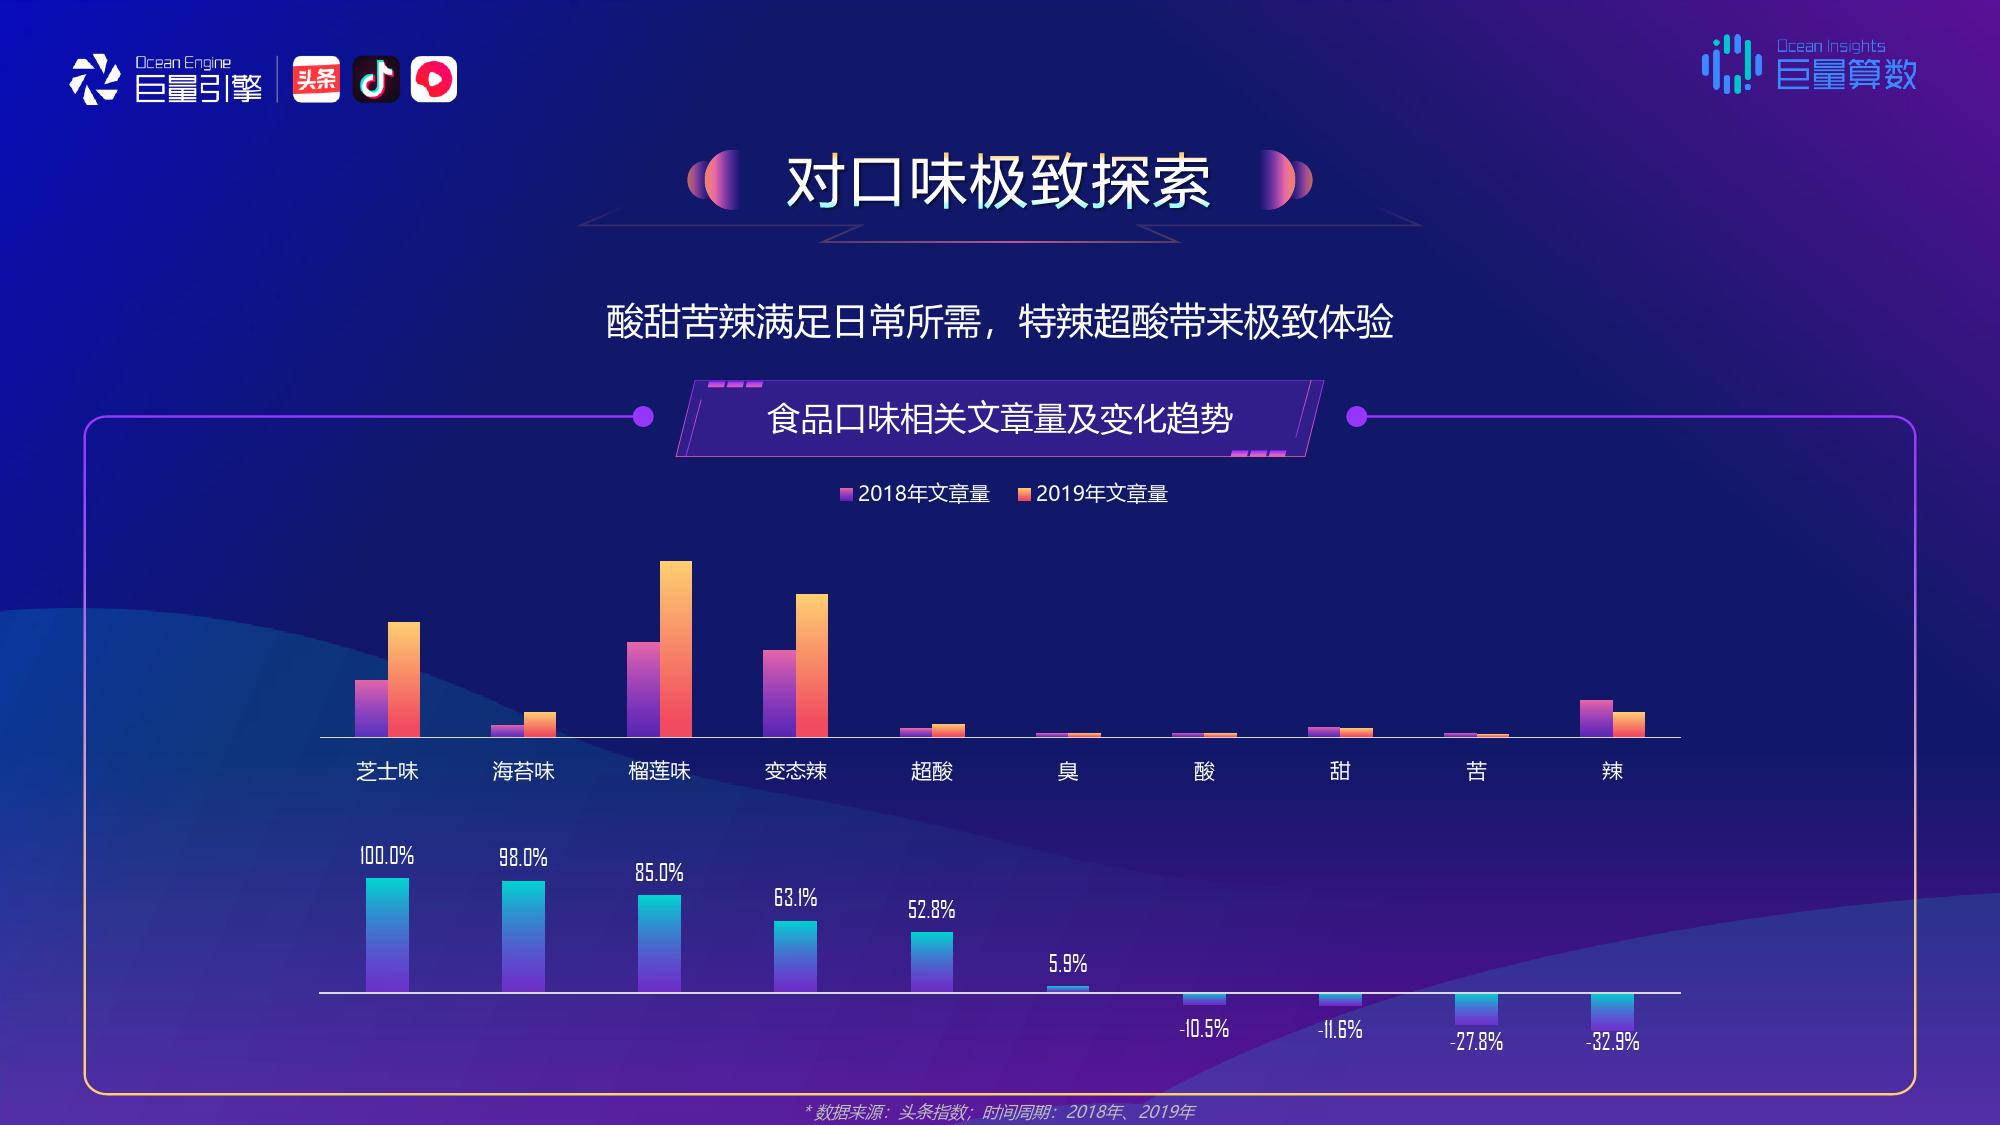 Ocean Engine
巨量引擎
头条
Ocean Insights
巨量算数
对口味极致探索
酸甜苦辣满足日常所需，特辣超酸带来极致体验
食品口味相关文章量及变化趋势
2018年文章量 2019年文章量
芝士味 海苔味 榴莲味 变态辣 超酸 臭 酸 甜 苦 辣
100.0% 98.0% 85.0% 63.1% 52.8% 5.9% -10.5% -11.6% -27.8% -32.9%
* 数据来源：头条指数；时间周期：2018年、2019年